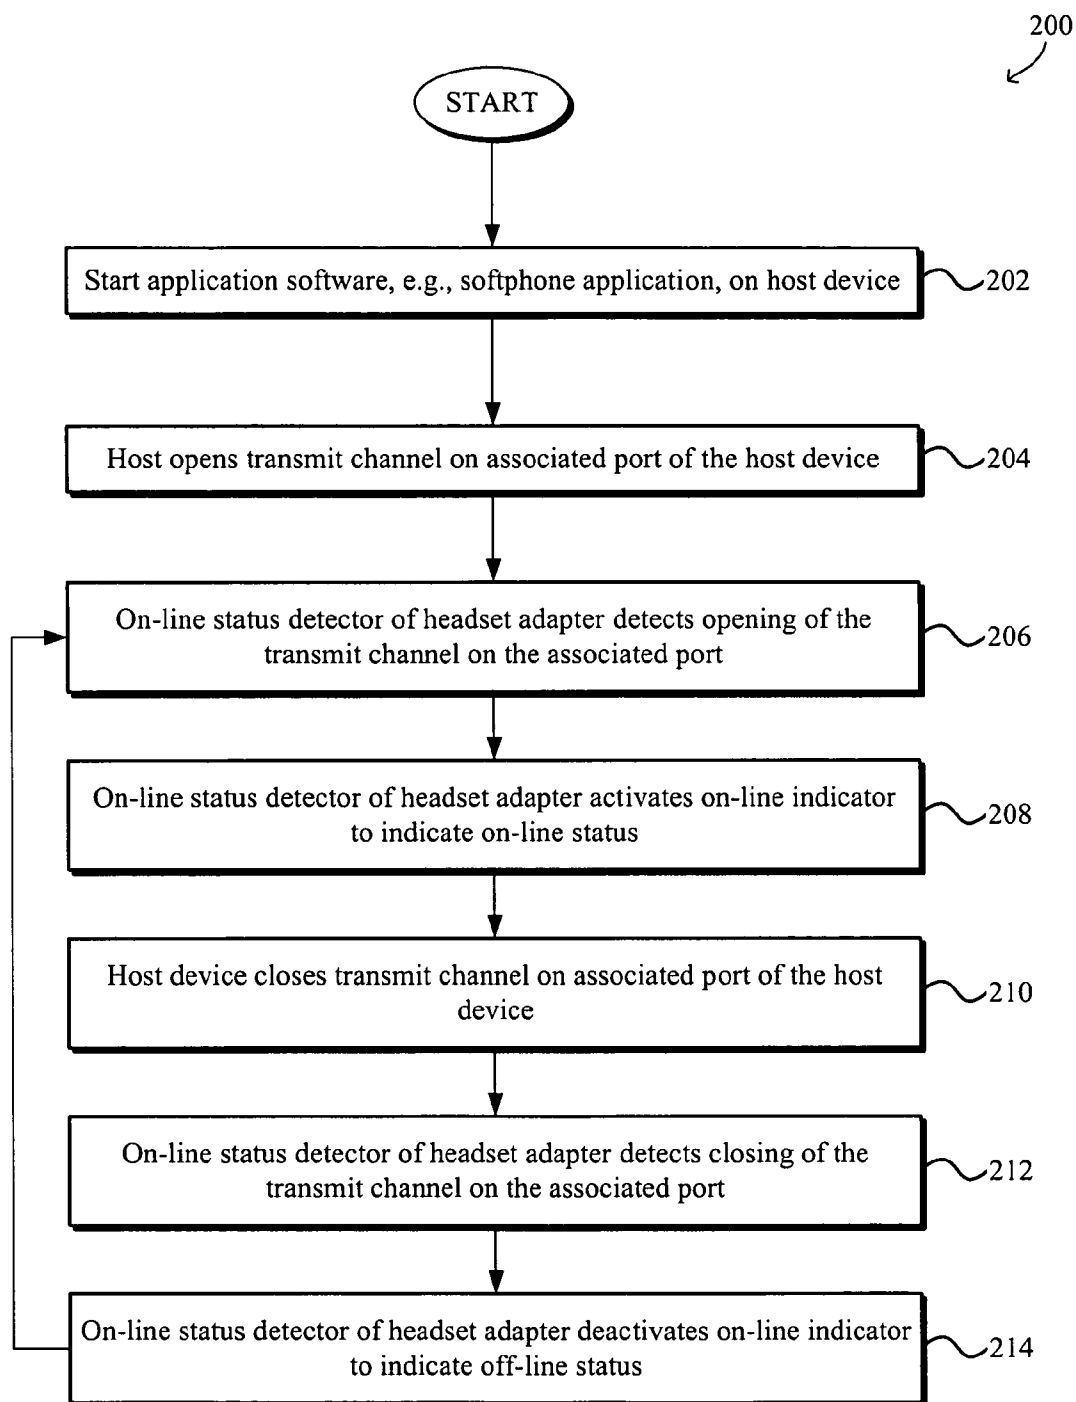 200
START
Start application software, e.g., softphone application, on host device
202
Host opens transmit channel on associated port of the host device
204
On-line status detector of headset adapter detects opening of the
transmit channel on the associated port
206
On-line status detector of headset adapter activates on-line indicator
to indicate on-line status
208
Host device closes transmit channel on associated port of the host
device
210
On-line status detector of headset adapter detects closing of the
transmit channel on the associated port
212
On-line status detector of headset adapter deactivates on-line indicator
to indicate off-line status
214